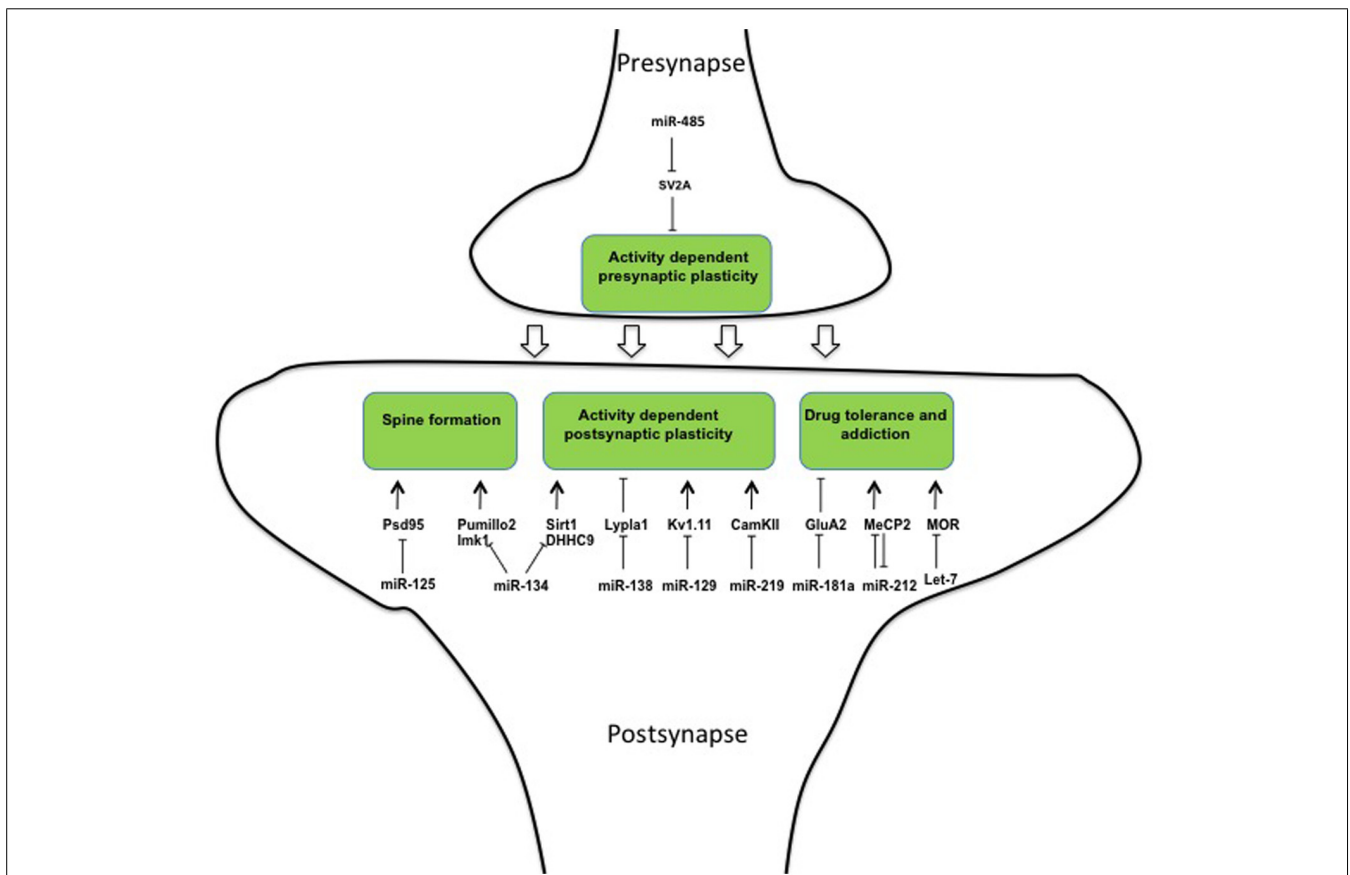 Presynapse
miR-485
SV2A
Activity dependent
presynaptic plasticity
Spine formation
Activity dependent
postsynaptic plasticity
Drug tolerance and
addiction
Psd95
Pumillo2
lmk1
Sirt1
DHHC9
Lypla1
Kv1.11
CamKII
GluA2
MeCP2
MOR
miR-125
miR-134
miR-138
miR-129
miR-219
miR-181a
miR-212
Let-7
Postsynapse